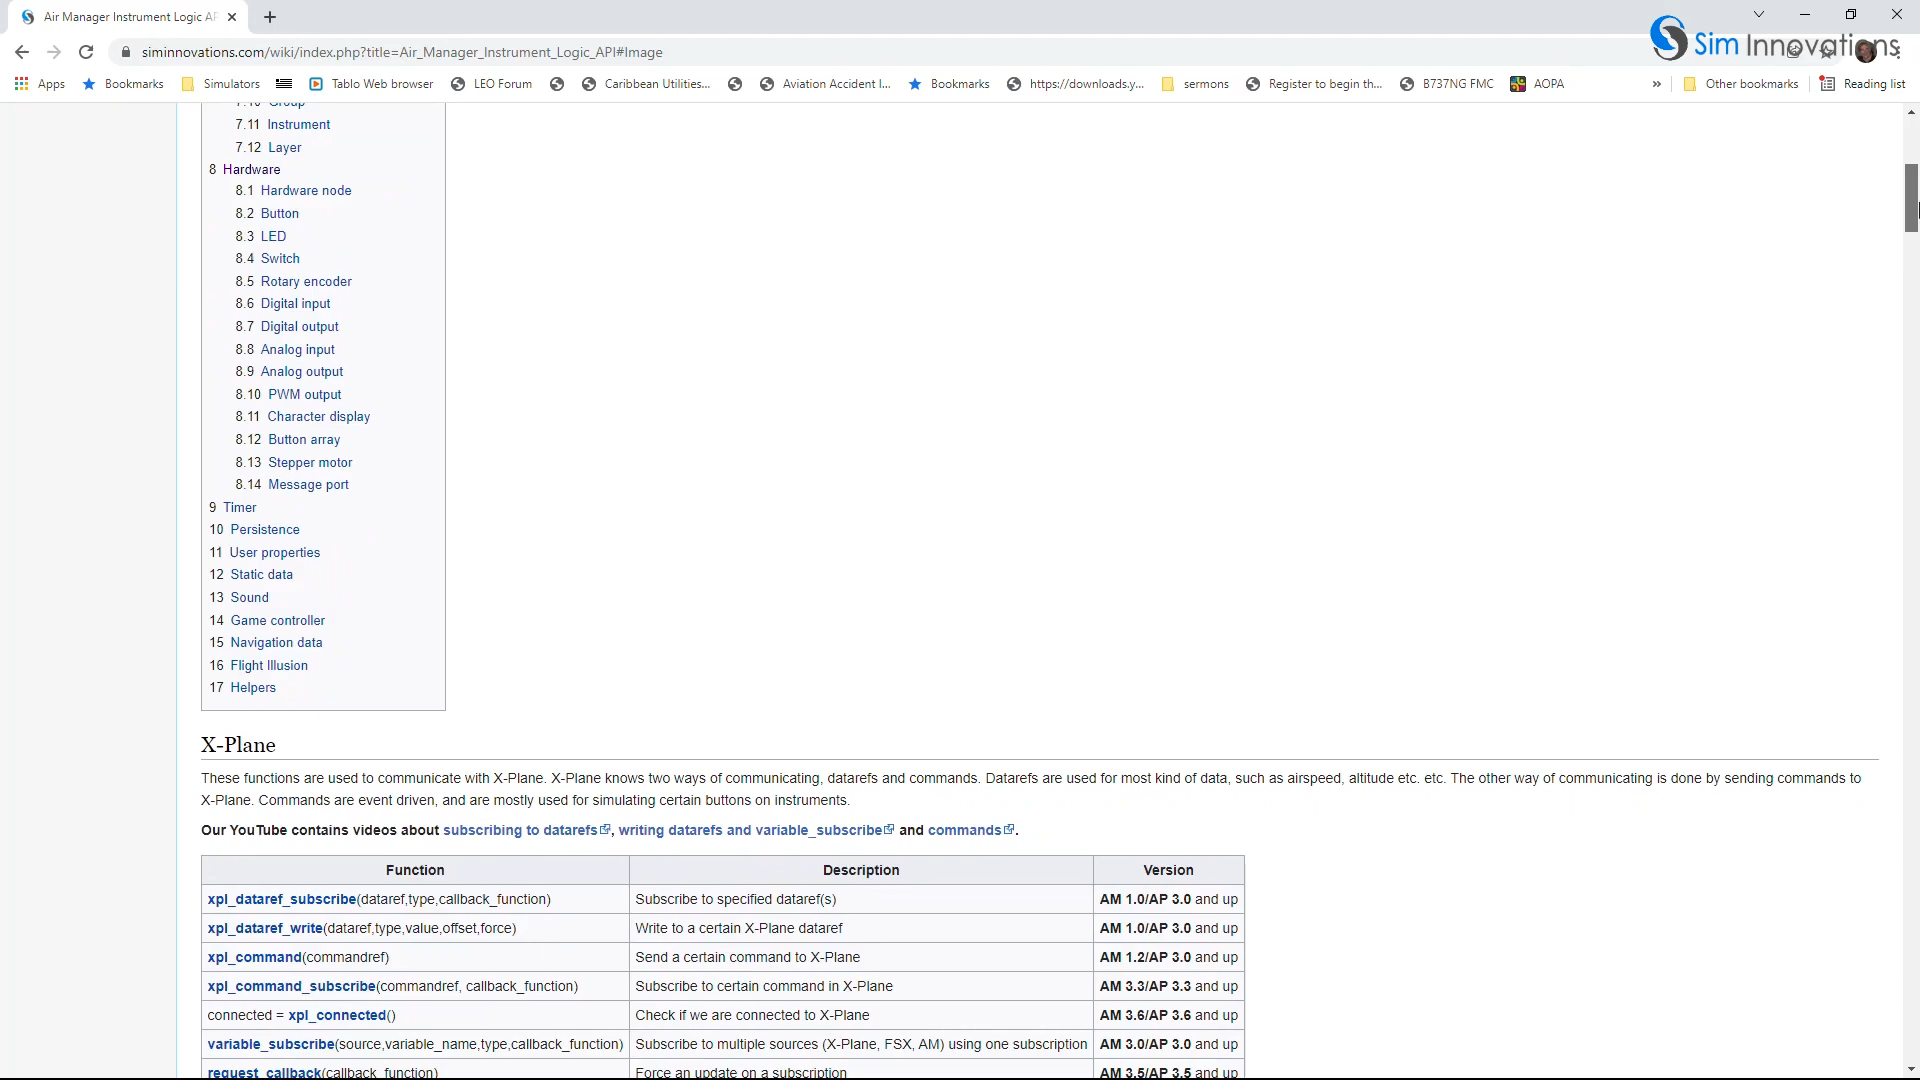 Air Manager Instrument Logic AP
siminnovations.com/wiki/index.php?title=Air_Manager_Instrument_Logic_API#Image
Sim Innovations
Apps Bookmarks Simulators Tablo Web browser LEO Forum Caribbean Utilities... Aviation Accident I... Bookmarks https://downloads.y... sermons Register to begin th... B737NG FMC AOPA » Other bookmarks Reading list
7.10 Group
7.11 Instrument
7.12 Layer
8 Hardware
8.1 Hardware node
8.2 Button
8.3 LED
8.4 Switch
8.5 Rotary encoder
8.6 Digital input
8.7 Digital output
8.8 Analog input
8.9 Analog output
8.10 PWM output
8.11 Character display
8.12 Button array
8.13 Stepper motor
8.14 Message port
9 Timer
10 Persistence
11 User properties
12 Static data
13 Sound
14 Game controller
15 Navigation data
16 Flight Illusion
17 Helpers
X-Plane
These functions are used to communicate with X-Plane. X-Plane knows two ways of communicating, datarefs and commands. Datarefs are used for most kind of data, such as airspeed, altitude etc. etc. The other way of communicating is done by sending commands to
X-Plane. Commands are event driven, and are mostly used for simulating certain buttons on instruments.
Our YouTube contains videos about subscribing to datarefs, writing datarefs and variable_subscribe and commands.
Function Description Version
xpl_dataref_subscribe(dataref,type,callback_function) Subscribe to specified dataref(s) AM 1.0/AP 3.0 and up
xpl_dataref_write(dataref,type,value,offset,force) Write to a certain X-Plane dataref AM 1.0/AP 3.0 and up
xpl_command(commandref) Send a certain command to X-Plane AM 1.2/AP 3.0 and up
xpl_command_subscribe(commandref, callback_function) Subscribe to certain command in X-Plane AM 3.3/AP 3.3 and up
connected = xpl_connected() Check if we are connected to X-Plane AM 3.6/AP 3.6 and up
variable_subscribe(source,variable_name,type,callback_function) Subscribe to multiple sources (X-Plane, FSX, AM) using one subscription AM 3.0/AP 3.0 and up
request_callback(callback_function) Force an update on a subscription AM 3.5/AP 3.5 and up